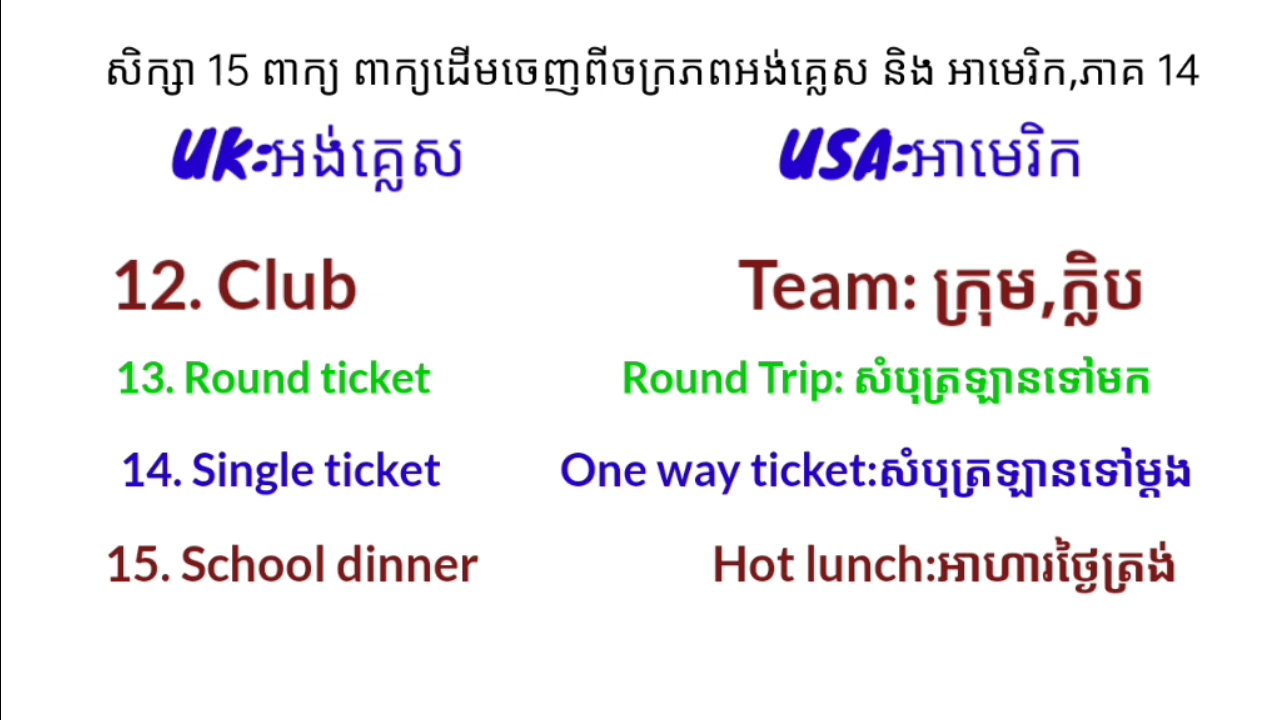 សិក្សា 15 ពាក្យ ពាក្យដើមចេញពីចក្រភពអង់គ្លេស និង អាមេរិក,ភាគ 14
UK:អង់គ្លេស USA:អាមេរិក
12. Club Team: ក្រុម,ក្លិប
13. Round ticket Round Trip: សំបុត្រឡានទៅមក
14. Single ticket One way ticket:សំបុត្រឡានទៅម្ដង
15. School dinner Hot lunch:អាហារថ្ងៃត្រង់